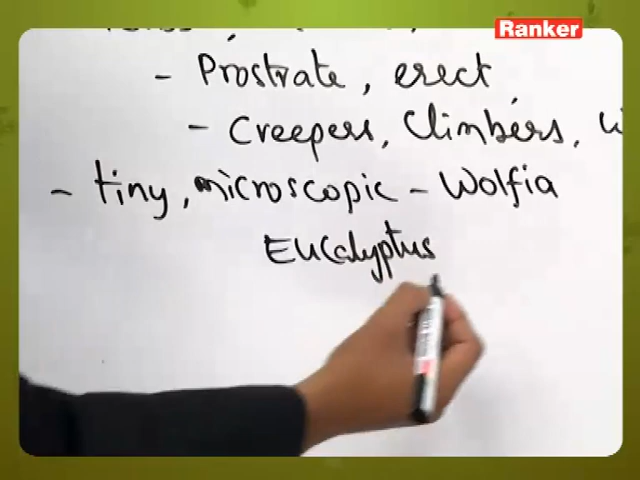 Ranker
- Prostrate, erect
- Creepers, Climbers,
- tiny, microscopic - Wolfia
Eucalyptus